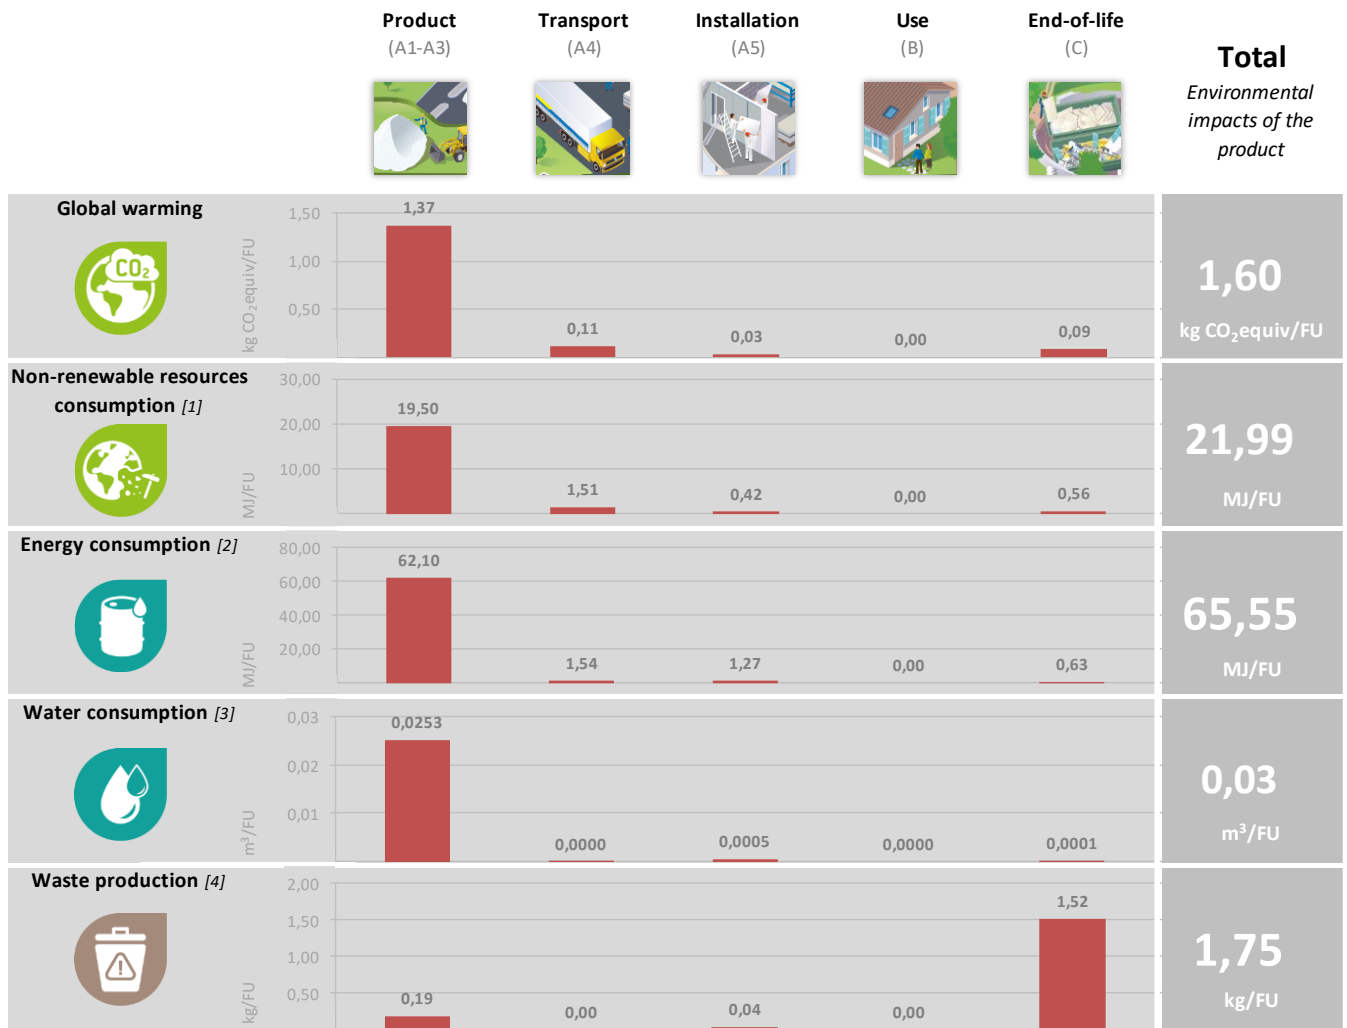 Product
(A1-A3)
Transport
(A4)
Installation
(A5)
Use
(B)
End-of-life
(C)
Total
Environmental
impacts of the
product
Global warming
CO2
kg CO2equiv/FU
1,50
1,00
0,50
1,37
0,11
0,03
0,00
0,09
1,60
kg CO2equiv/FU
Non-renewable resources
consumption [1]
MJ/FU
30,00
20,00
10,00
19,50
1,51
0,42
0,00
0,56
21,99
MJ/FU
Energy consumption [2]
MJ/FU
80,00
60,00
40,00
20,00
62,10
1,54
1,27
0,00
0,63
65,55
MJ/FU
Water consumption [3]
m3/FU
0,03
0,02
0,01
0,0253
0,0000
0,0005
0,0000
0,0001
0,03
m3/FU
Waste production [4]
kg/FU
2,00
1,50
1,00
0,50
0,19
0,00
0,04
0,00
1,52
1,75
kg/FU